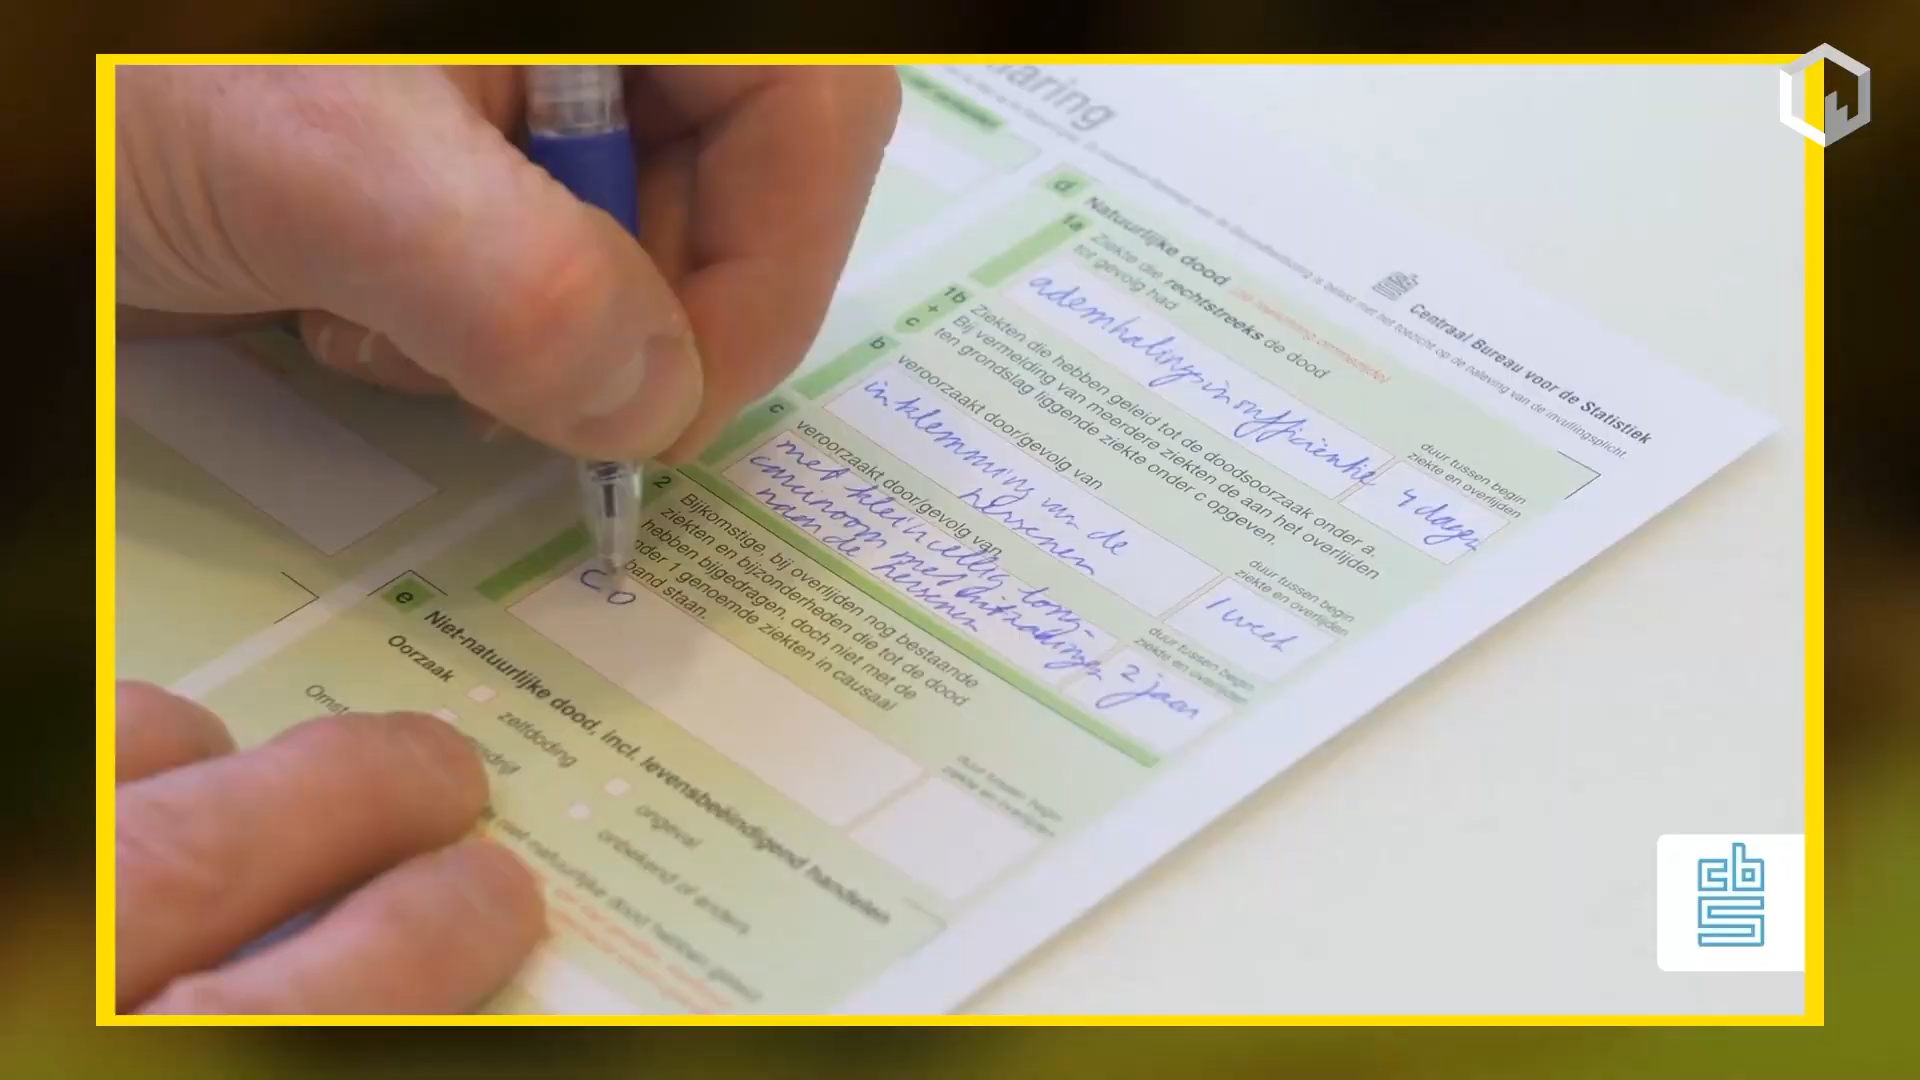 haring
Centraal Bureau voor de Statistiek
d
Natuurlijke dood
1a
Ziekte die rechtstreeks de dood
tot gevolg had
ademhalingsinsufficiëntie
duur tussen begin
ziekte en overlijden
4 dagen
1b
+
c
Ziekten die hebben geleid tot de doodsoorzaak onder a.
Bij vermelding van meerdere ziekten de aan het overlijden
ten grondslag liggende ziekte onder c opgeven.
b
veroorzaakt door/gevolg van
inklemming van de
hersenen
duur tussen begin
ziekte en overlijden
1 week
c
veroorzaakt door/gevolg van
met kleincellig long-
carcinoom met uitzaaiingen
naar de hersenen
duur tussen begin
ziekte en overlijden
2 jaar
2
Bijkomstige, bij overlijden nog bestaande
ziekten en bijzonderheden die tot de dood
hebben bijgedragen, doch niet met de
nder 1 genoemde ziekten in causaal
band staan.
CO
duur tussen begin
ziekte en overlijden
e
Niet-natuurlijke dood, incl. levensbeëindigend handelen
Oorzaak
zelfdoding
ongeval
onbekend of anders
cbs